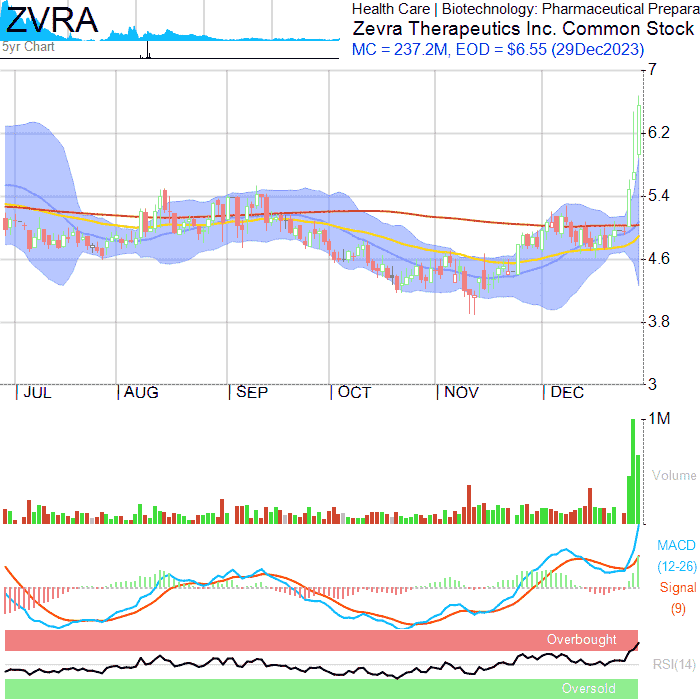 ZVRA
5yr Chart
Health Care | Biotechnology: Pharmaceutical Prepara
Zevra Therapeutics Inc. Common Stock
MC = 237.2M, EOD = $6.55 (29Dec2023)
7
6.2
5.4
4.6
3.8
3
JUL AUG SEP OCT NOV DEC
1M
Volume
MACD
(12-26)
Signal
(9)
Overbought
RSI(14)
Oversold